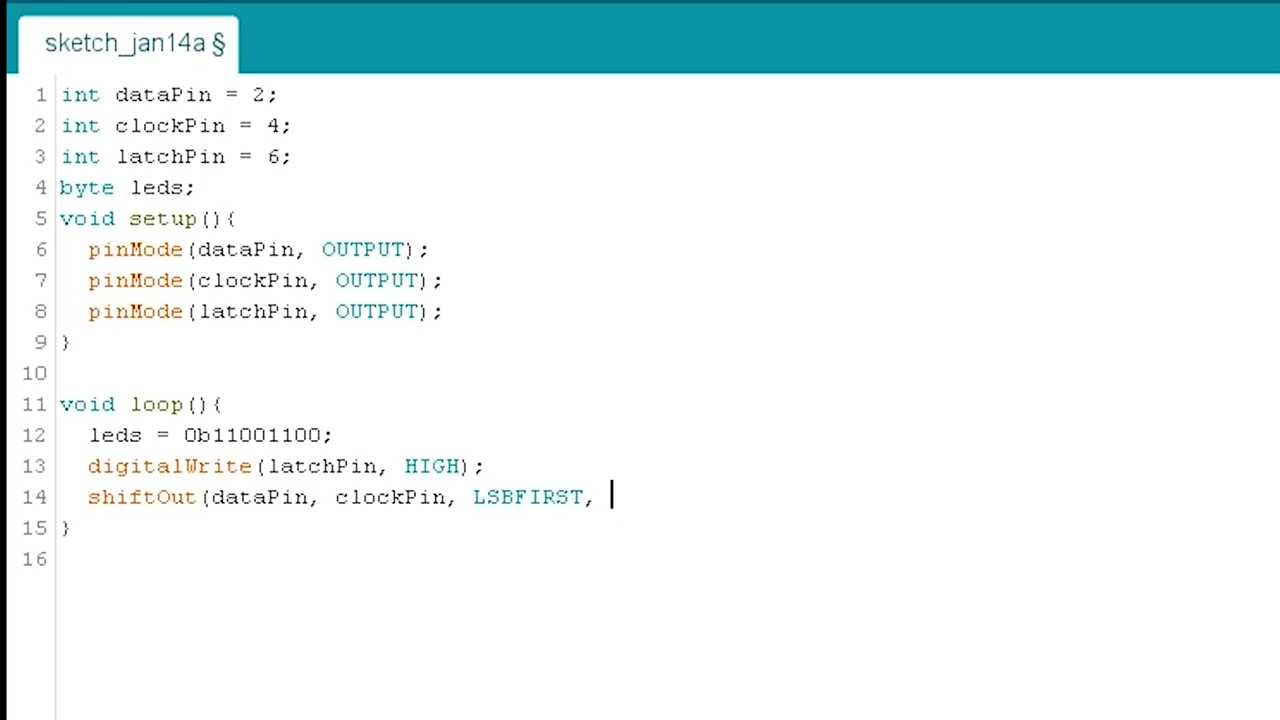 sketch_jan14a §
1 int dataPin = 2;
2 int clockPin = 4;
3 int latchPin = 6;
4 byte leds;
5 void setup(){
6   pinMode(dataPin, OUTPUT);
7   pinMode(clockPin, OUTPUT);
8   pinMode(latchPin, OUTPUT);
9 }
10
11 void loop(){
12   leds = 0b11001100;
13   digitalWrite(latchPin, HIGH);
14   shiftOut(dataPin, clockPin, LSBFIRST,
15 }
16